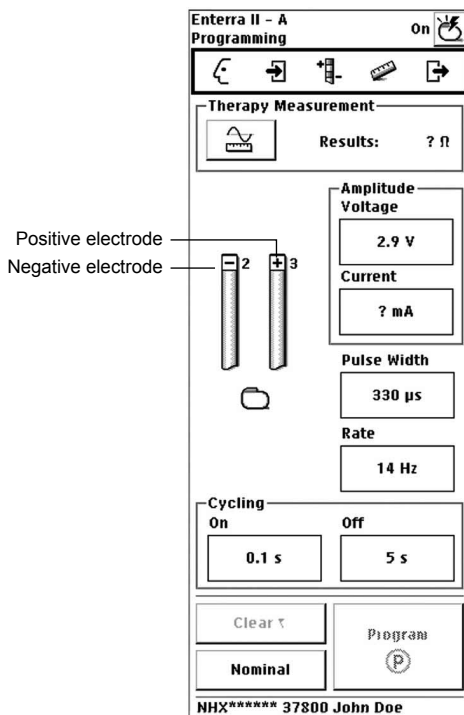 Enterra II - A
Programming
On
Therapy Measurement
Results: ? Ω
Amplitude
Voltage
2.9 V
Current
? mA
Positive electrode
Negative electrode
- 2
+ 3
Pulse Width
330 µs
Rate
14 Hz
Cycling
On
Off
0.1 s
5 s
Clear ?
Program
P
Nominal
NHX****** 37800 John Doe